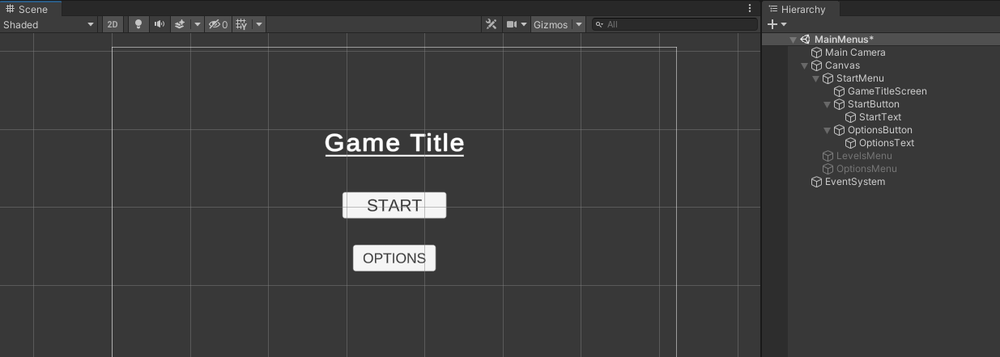 Scene
Shaded
2D
0
Gizmos
All
Game Title
START
OPTIONS
Hierarchy
MainMenus*
Main Camera
Canvas
StartMenu
GameTitleScreen
StartButton
StartText
OptionsButton
OptionsText
LevelsMenu
OptionsMenu
EventSystem